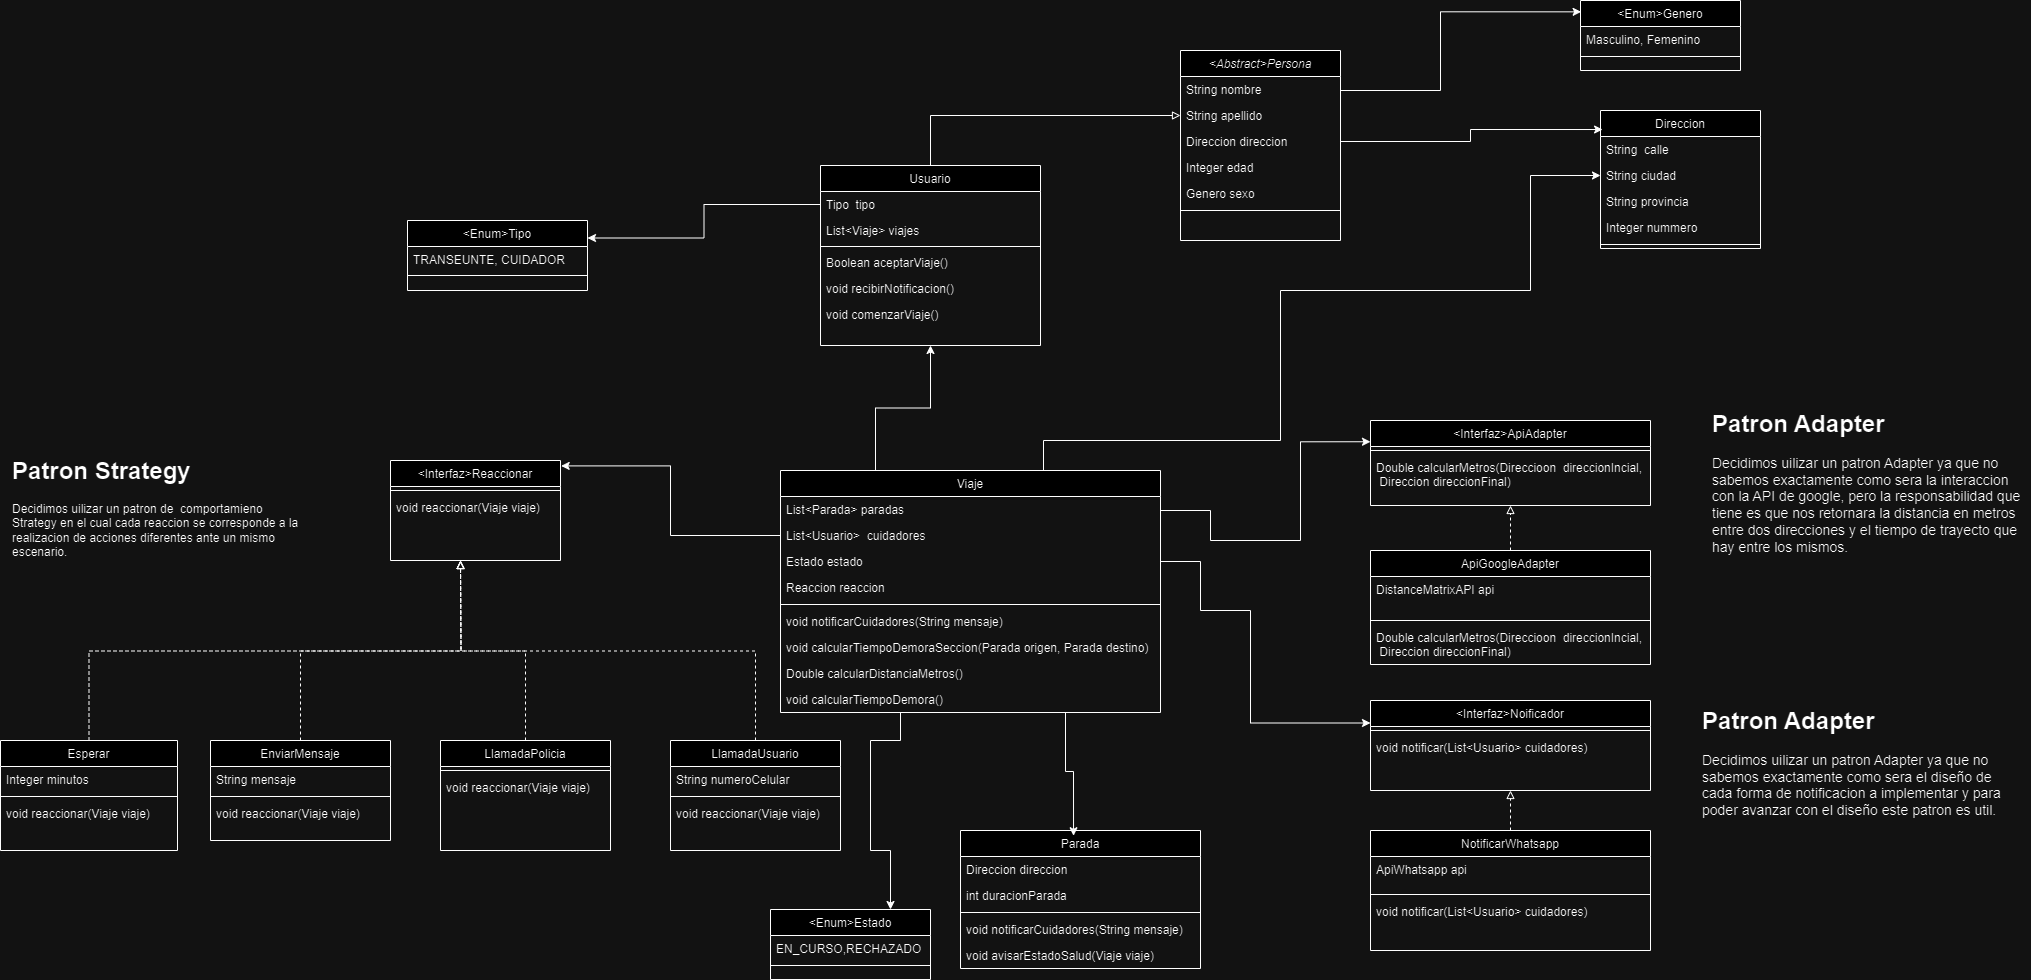 <Enum>Genero
Masculino, Femenino
<Abstract>Persona
String nombre
String apellido
Direccion direccion
Integer edad
Genero sexo
Direccion
String  calle
String ciudad
String provincia
Integer nummero
Usuario
Tipo  tipo
List<Viaje> viajes
Boolean aceptarViaje()
void recibirNotificacion()
void comenzarViaje()
<Enum>Tipo
TRANSEUNTE, CUIDADOR
Patron Strategy
Decidimos uilizar un patron de  comportamieno
Strategy en el cual cada reaccion se corresponde a la
realizacion de acciones diferentes ante un mismo
escenario.
<Interfaz>Reaccionar
void reaccionar(Viaje viaje)
Viaje
List<Parada> paradas
List<Usuario>  cuidadores
Estado estado
Reaccion reaccion
void notificarCuidadores(String mensaje)
void calcularTiempoDemoraSeccion(Parada origen, Parada destino)
Double calcularDistanciaMetros()
void calcularTiempoDemora()
<Interfaz>ApiAdapter
Double calcularMetros(Direccioon  direccionIncial,
Direccion direccionFinal)
Patron Adapter
Decidimos uilizar un patron Adapter ya que no
sabemos exactamente como sera la interaccion
con la API de google, pero la responsabilidad que
tiene es que nos retornara la distancia en metros
entre dos direcciones y el tiempo de trayecto que
hay entre los mismos.
ApiGoogleAdapter
DistanceMatrixAPI api
Double calcularMetros(Direccioon  direccionIncial,
Direccion direccionFinal)
<Interfaz>Noificador
void notificar(List<Usuario> cuidadores)
Patron Adapter
Decidimos uilizar un patron Adapter ya que no
sabemos exactamente como sera el diseño de
cada forma de notificacion a implementar y para
poder avanzar con el diseño este patron es util.
NotificarWhatsapp
ApiWhatsapp api
void notificar(List<Usuario> cuidadores)
Esperar
Integer minutos
void reaccionar(Viaje viaje)
EnviarMensaje
String mensaje
void reaccionar(Viaje viaje)
LlamadaPolicia
void reaccionar(Viaje viaje)
LlamadaUsuario
String numeroCelular
void reaccionar(Viaje viaje)
Parada
Direccion direccion
int duracionParada
void notificarCuidadores(String mensaje)
void avisarEstadoSalud(Viaje viaje)
<Enum>Estado
EN_CURSO,RECHAZADO